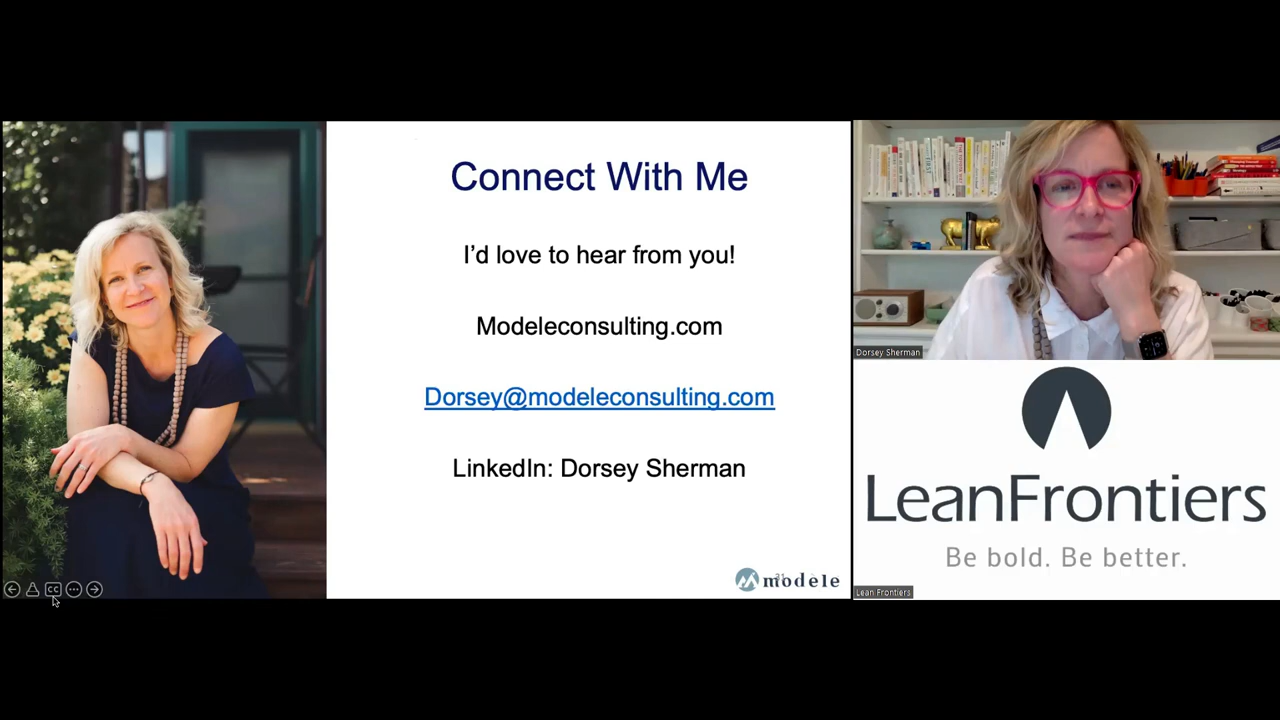 Connect With Me
I’d love to hear from you!
Modeleconsulting.com
Dorsey@modeleconsulting.com
LinkedIn: Dorsey Sherman
modele
CC
Dorsey Sherman
LeanFrontiers
Be bold. Be better.
Lean Frontiers